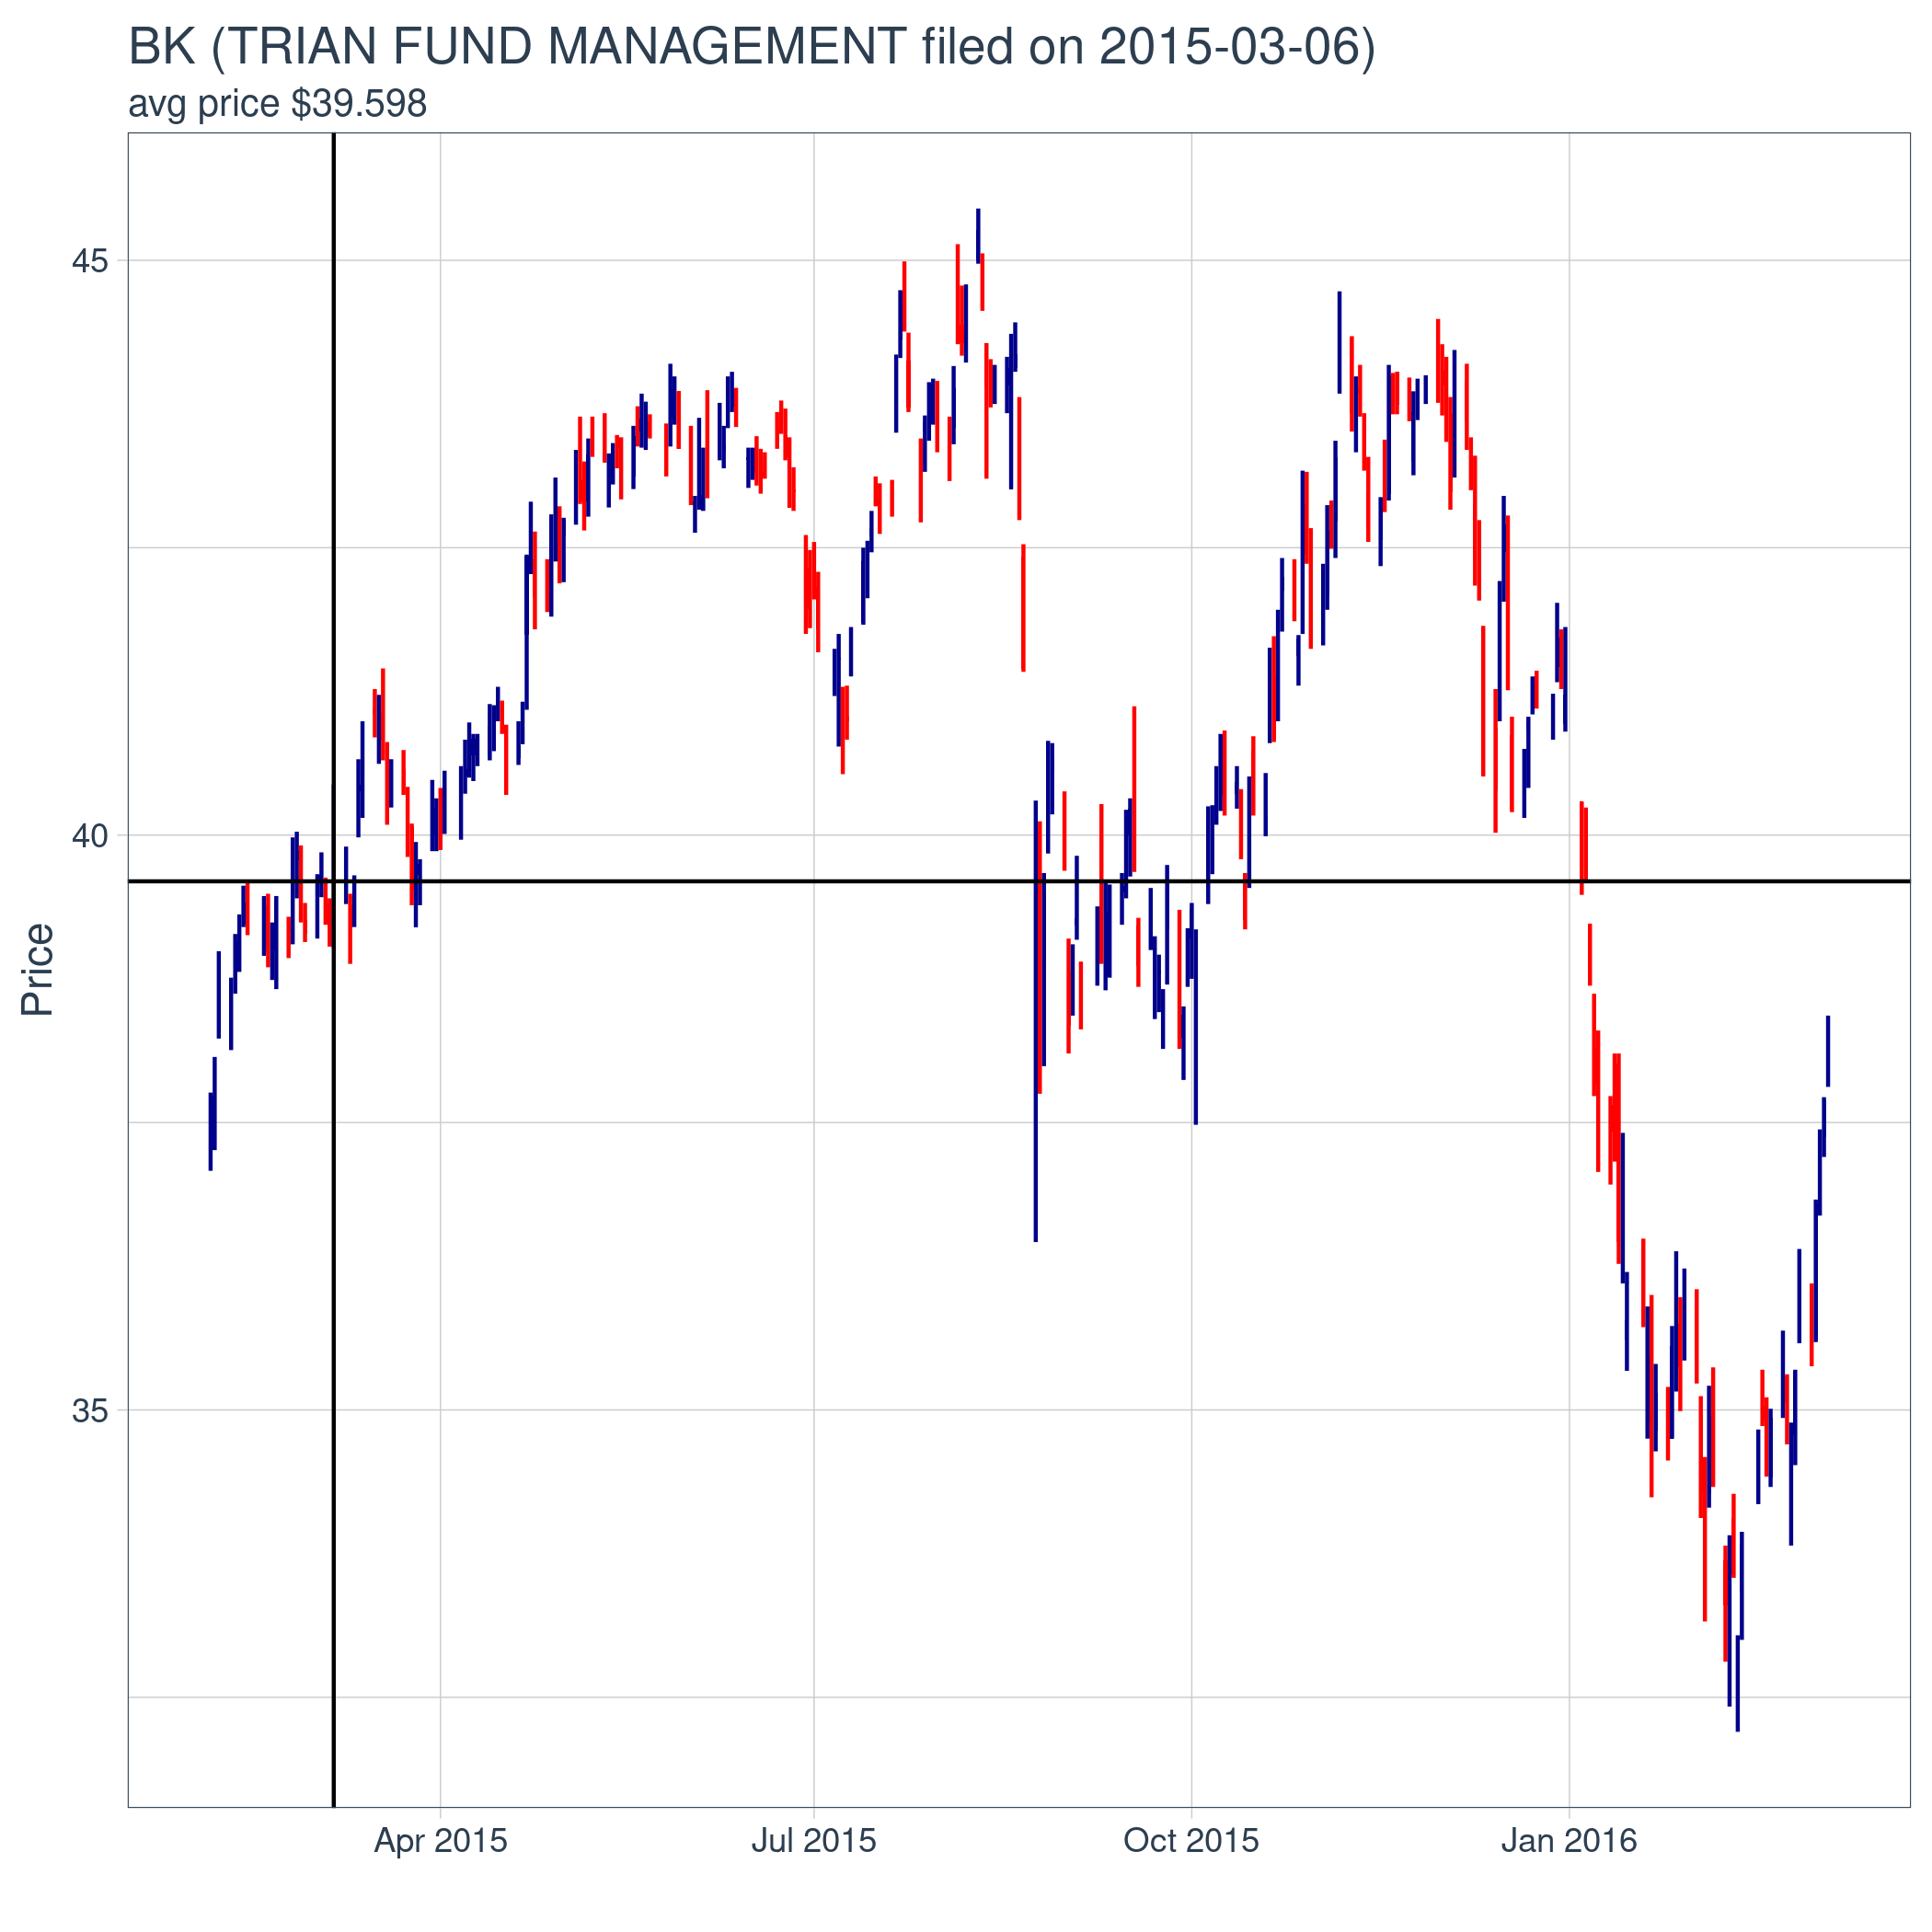 BK (TRIAN FUND MANAGEMENT filed on 2015-03-06)
avg price $39.598
45
40
35
Price
Apr 2015
Jul 2015
Oct 2015
Jan 2016